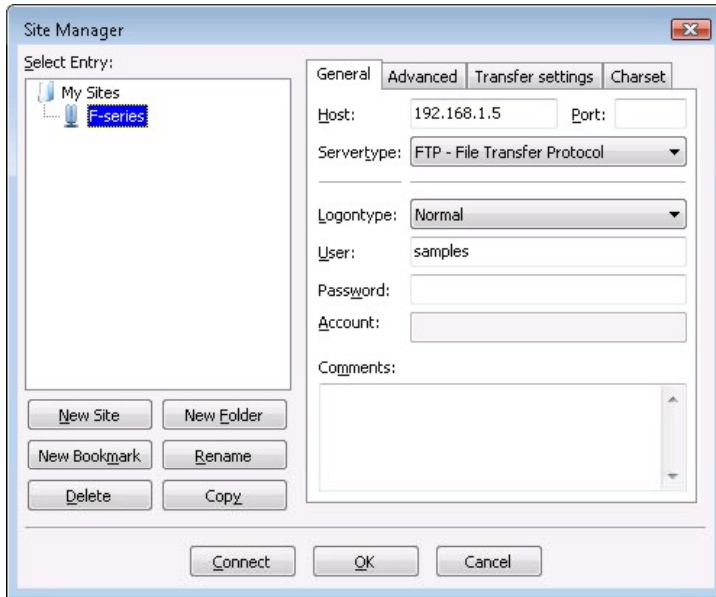 Site Manager
Select Entry:
My Sites
F-series
New Site
New Folder
New Bookmark
Rename
Delete
Copy
General
Advanced
Transfer settings
Charset
Host:
192.168.1.5
Port:
Servertype:
FTP - File Transfer Protocol
Logontype:
Normal
User:
samples
Password:
Account:
Comments:
Connect
OK
Cancel